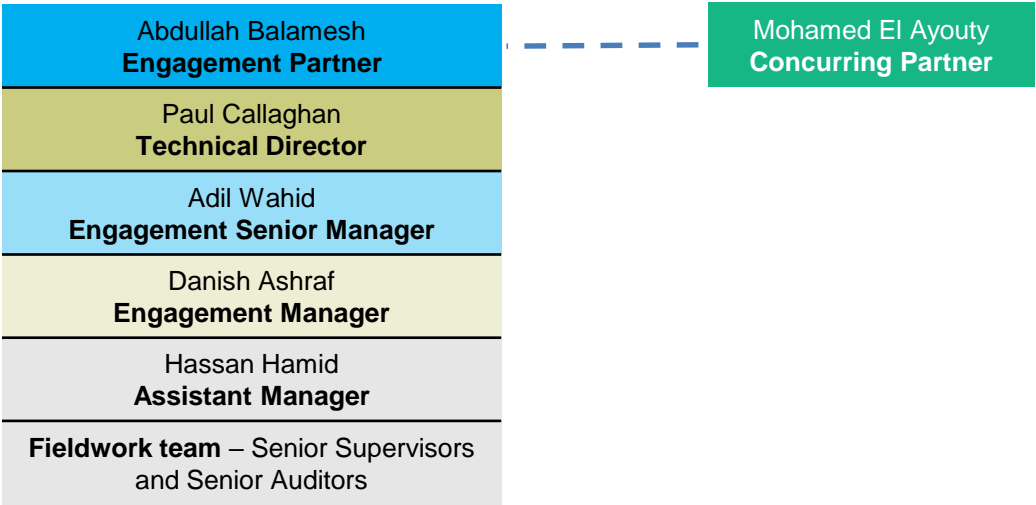 Abdullah Balamesh
Engagement Partner
Mohamed El Ayouty
Concurring Partner
Paul Callaghan
Technical Director
Adil Wahid
Engagement Senior Manager
Danish Ashraf
Engagement Manager
Hassan Hamid
Assistant Manager
Fieldwork team – Senior Supervisors
and Senior Auditors